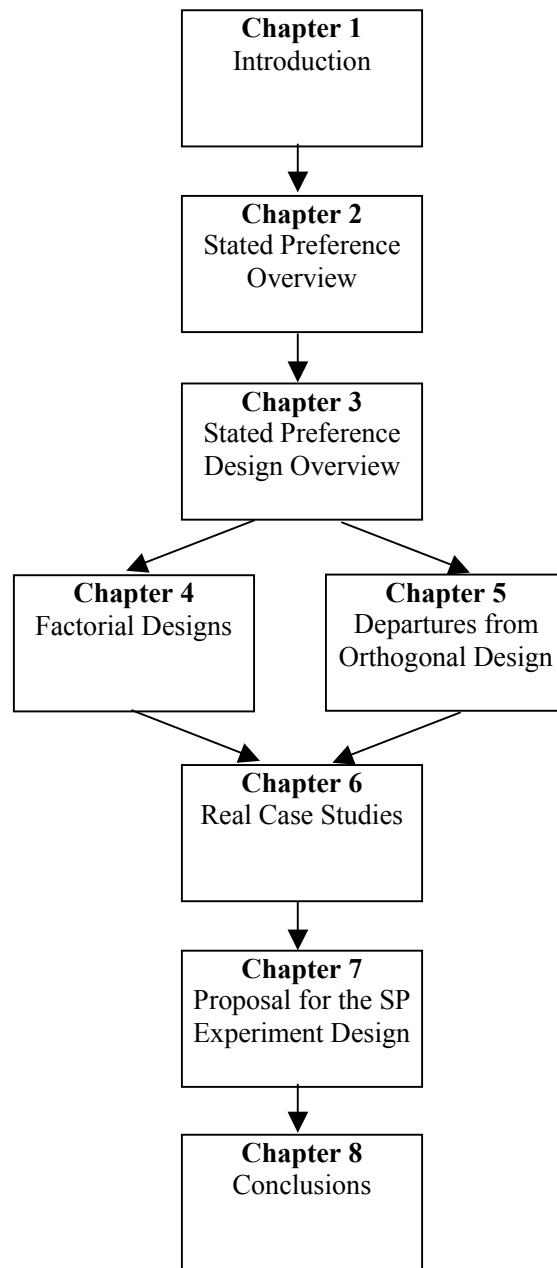 Chapter 1
Introduction
Chapter 2
Stated Preference
Overview
Chapter 3
Stated Preference
Design Overview
Chapter 4
Factorial Designs
Chapter 5
Departures from
Orthogonal Design
Chapter 6
Real Case Studies
Chapter 7
Proposal for the SP
Experiment Design
Chapter 8
Conclusions